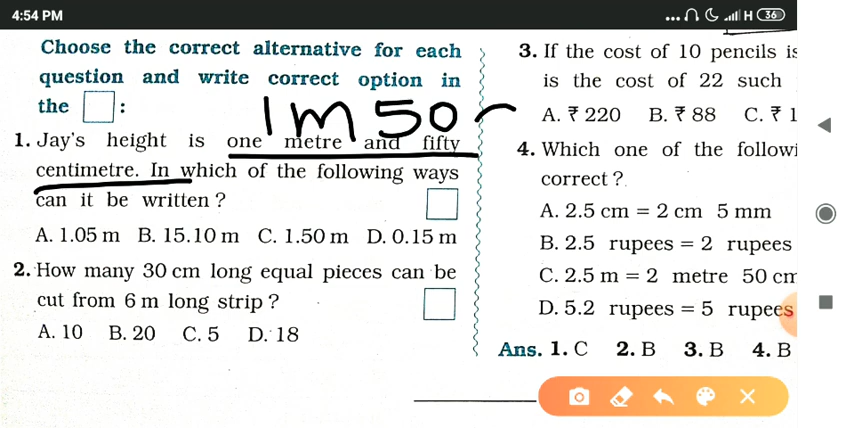 4:54 PM
... H 36
Choose the correct alternative for each
question and write correct option in
the :
1 m 50
1. Jay's height is one metre and fifty
centimetre. In which of the following ways
can it be written ?
A. 1.05 m B. 15.10 m C. 1.50 m D. 0.15 m
2. How many 30 cm long equal pieces can be
cut from 6 m long strip ?
A. 10 B. 20 C. 5 D. 18
3. If the cost of 10 pencils is
is the cost of 22 such
A. ₹ 220 B. ₹ 88 C. ₹ 1
4. Which one of the followi
correct ?
A. 2.5 cm = 2 cm 5 mm
B. 2.5 rupees = 2 rupees
C. 2.5 m = 2 metre 50 cm
D. 5.2 rupees = 5 rupees
Ans. 1. C 2. B 3. B 4. B